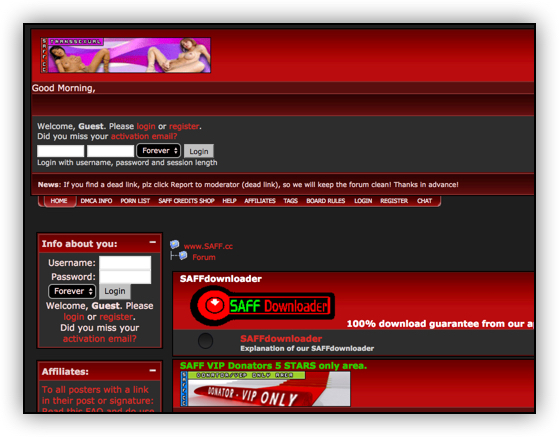 SAFF.CC
TRANSSEXUAL
Good Morning,
Welcome, Guest. Please login or register.
Did you miss your activation email?
Forever Login
Login with username, password and session length
News: If you find a dead link, plz click Report to moderator (dead link), so we will keep the forum clean! Thanks in advance!
HOME DMCA INFO PORN LIST SAFF CREDITS SHOP HELP AFFILIATES TAGS BOARD RULES LOGIN REGISTER CHAT
Info about you:
Username:
Password:
Forever Login
Welcome, Guest. Please
login or register.
Did you miss your
activation email?
Affiliates:
To all posters with a link
in their post or signature:
Read this FAQ and do use
www.SAFF.cc
Forum
SAFFdownloader
SAFF Downloader
100% download guarantee from our ap
SAFFdownloader
Explanation of our SAFFdownloader
SAFF VIP Donators 5 STARS only area.
DONATOR/VIP ONLY AREA
DONATOR - VIP ONLY